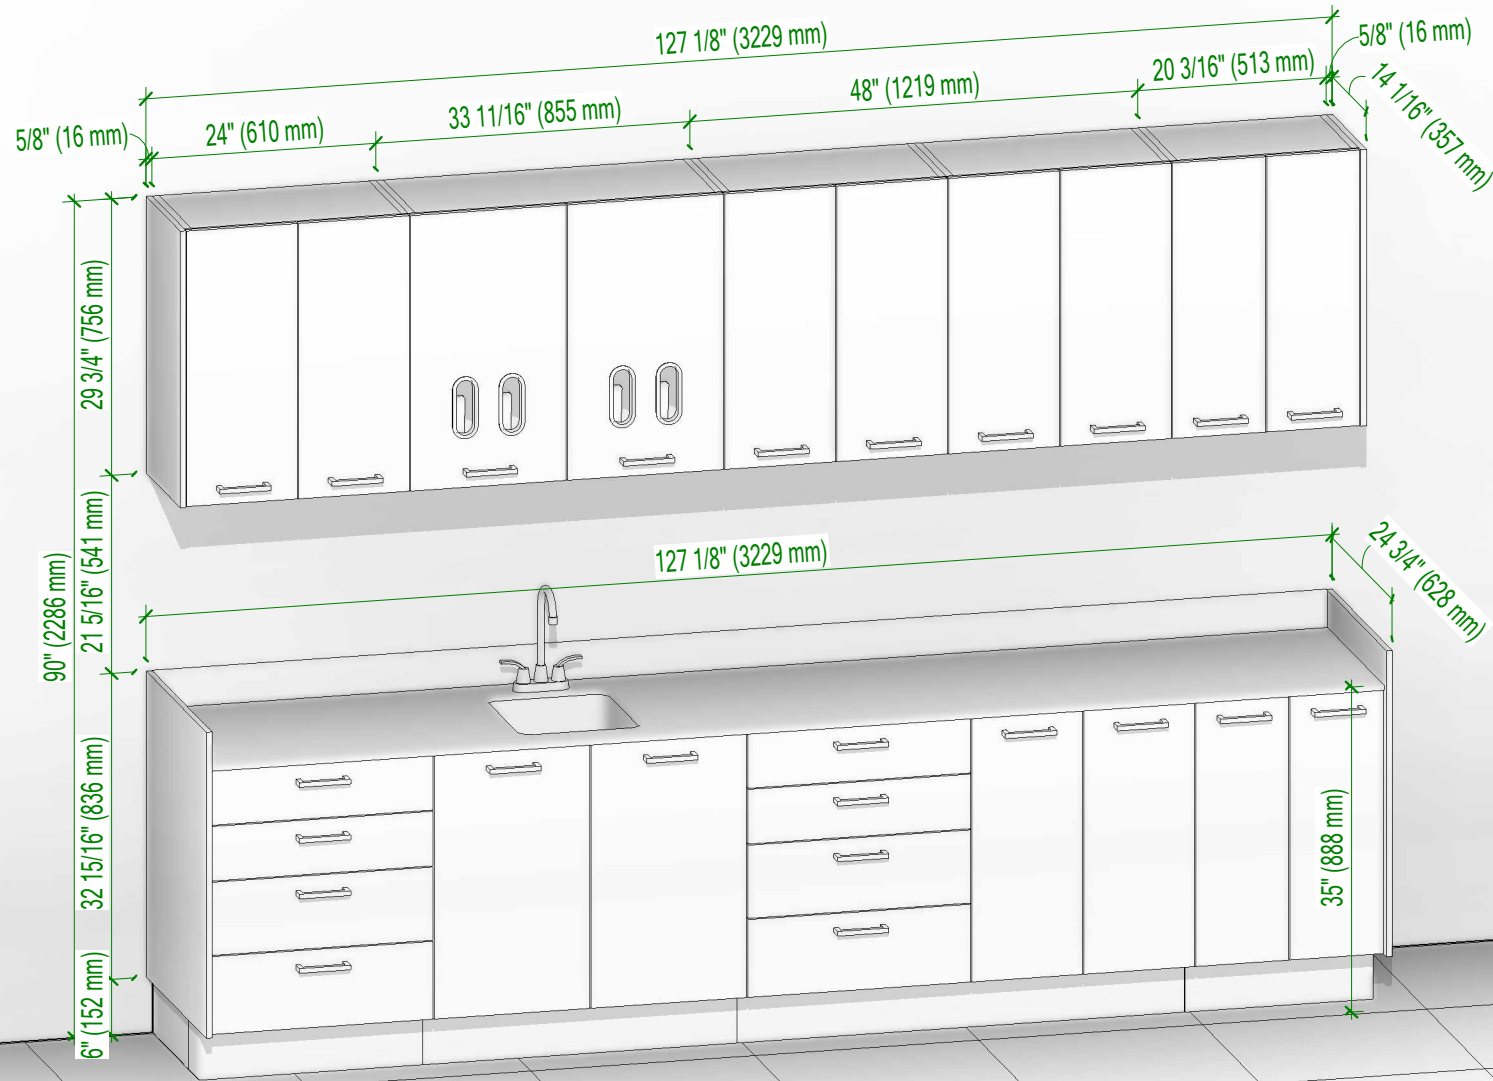 127 1/8" (3229 mm)
5/8" (16 mm)
20 3/16" (513 mm)
48" (1219 mm)
14 1/16" (357 mm)
33 11/16" (855 mm)
24" (610 mm)
5/8" (16 mm)
29 3/4" (756 mm)
21 5/16" (541 mm)
90" (2286 mm)
127 1/8" (3229 mm)
24 3/4" (628 mm)
32 15/16" (836 mm)
35" (888 mm)
6" (152 mm)